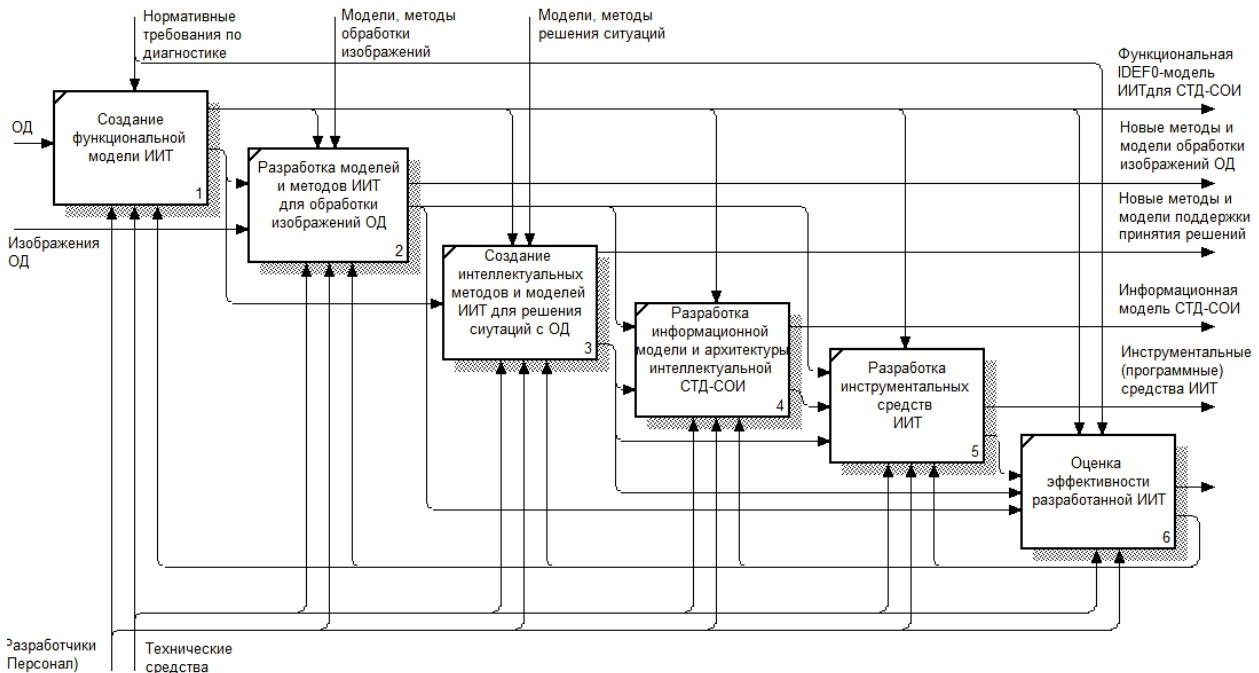 Нормативные
требования по
диагностике
Модели, методы
обработки
изображений
Модели, методы
решения ситуаций
Функциональная
IDEF0-модель
ИИТдля СТД-СОИ
ОД
Создание
функциональной
модели ИИТ
1
Новые методы и
модели обработки
изображений ОД
Разработка моделей
и методов ИИТ
для обработки
изображений ОД
2
Новые методы и
модели поддержки
принятия решений
Изображения
ОД
Создание
интеллектуальных
методов и моделей
ИИТ для решения
сиутаций с ОД
3
Информационная
модель СТД-СОИ
Разработка
информационной
модели и архитектуры
интеллектуальной
СТД-СОИ
4
Инструментальные
(программные)
средства ИИТ
Разработка
инструментальных
средств
ИИТ
5
Оценка
эффективности
разработанной ИИТ
6
Разработчики
Персонал)
Технические
средства